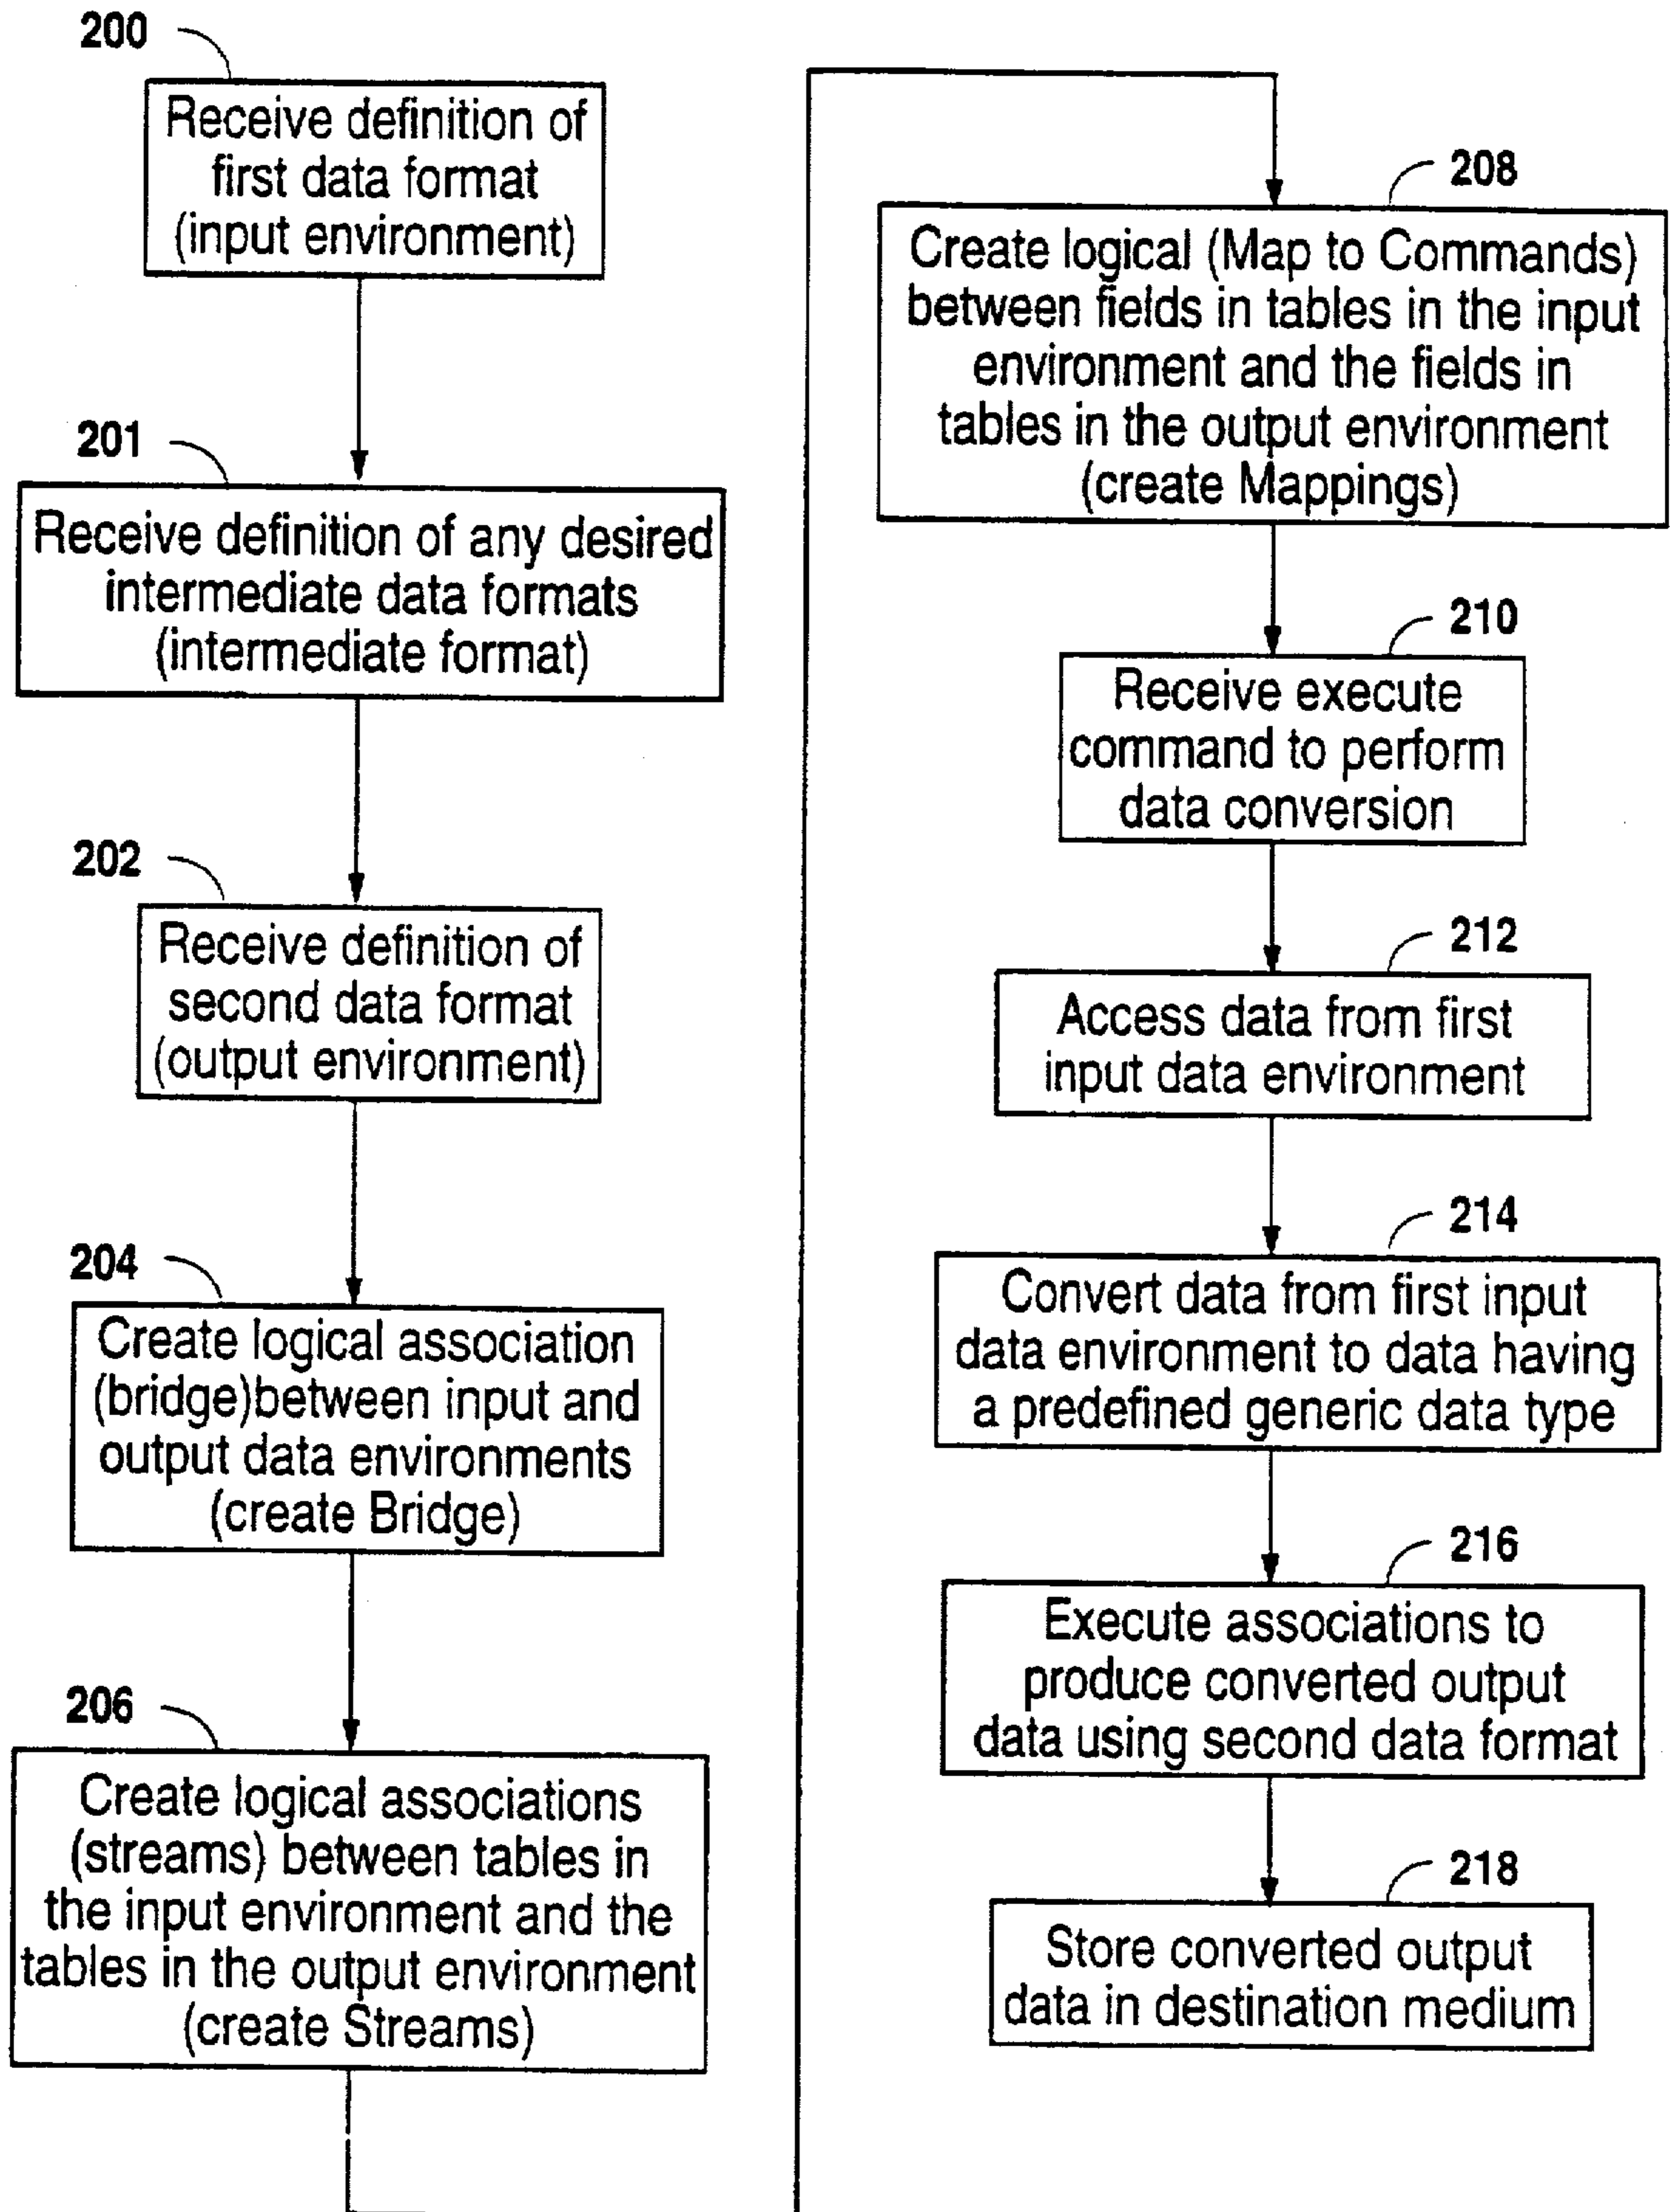 200
Receive definition of
first data format
(input environment)
201
Receive definition of any desired
intermediate data formats
(intermediate format)
202
Receive definition of
second data format
(output environment)
204
Create logical association
(bridge)between input and
output data environments
(create Bridge)
206
Create logical associations
(streams) between tables in
the input environment and the
tables in the output environment
(create Streams)
208
Create logical (Map to Commands)
between fields in tables in the input
environment and the fields in
tables in the output environment
(create Mappings)
210
Receive execute
command to perform
data conversion
212
Access data from first
input data environment
214
Convert data from first input
data environment to data having
a predefined generic data type
216
Execute associations to
produce converted output
data using second data format
218
Store converted output
data in destination medium